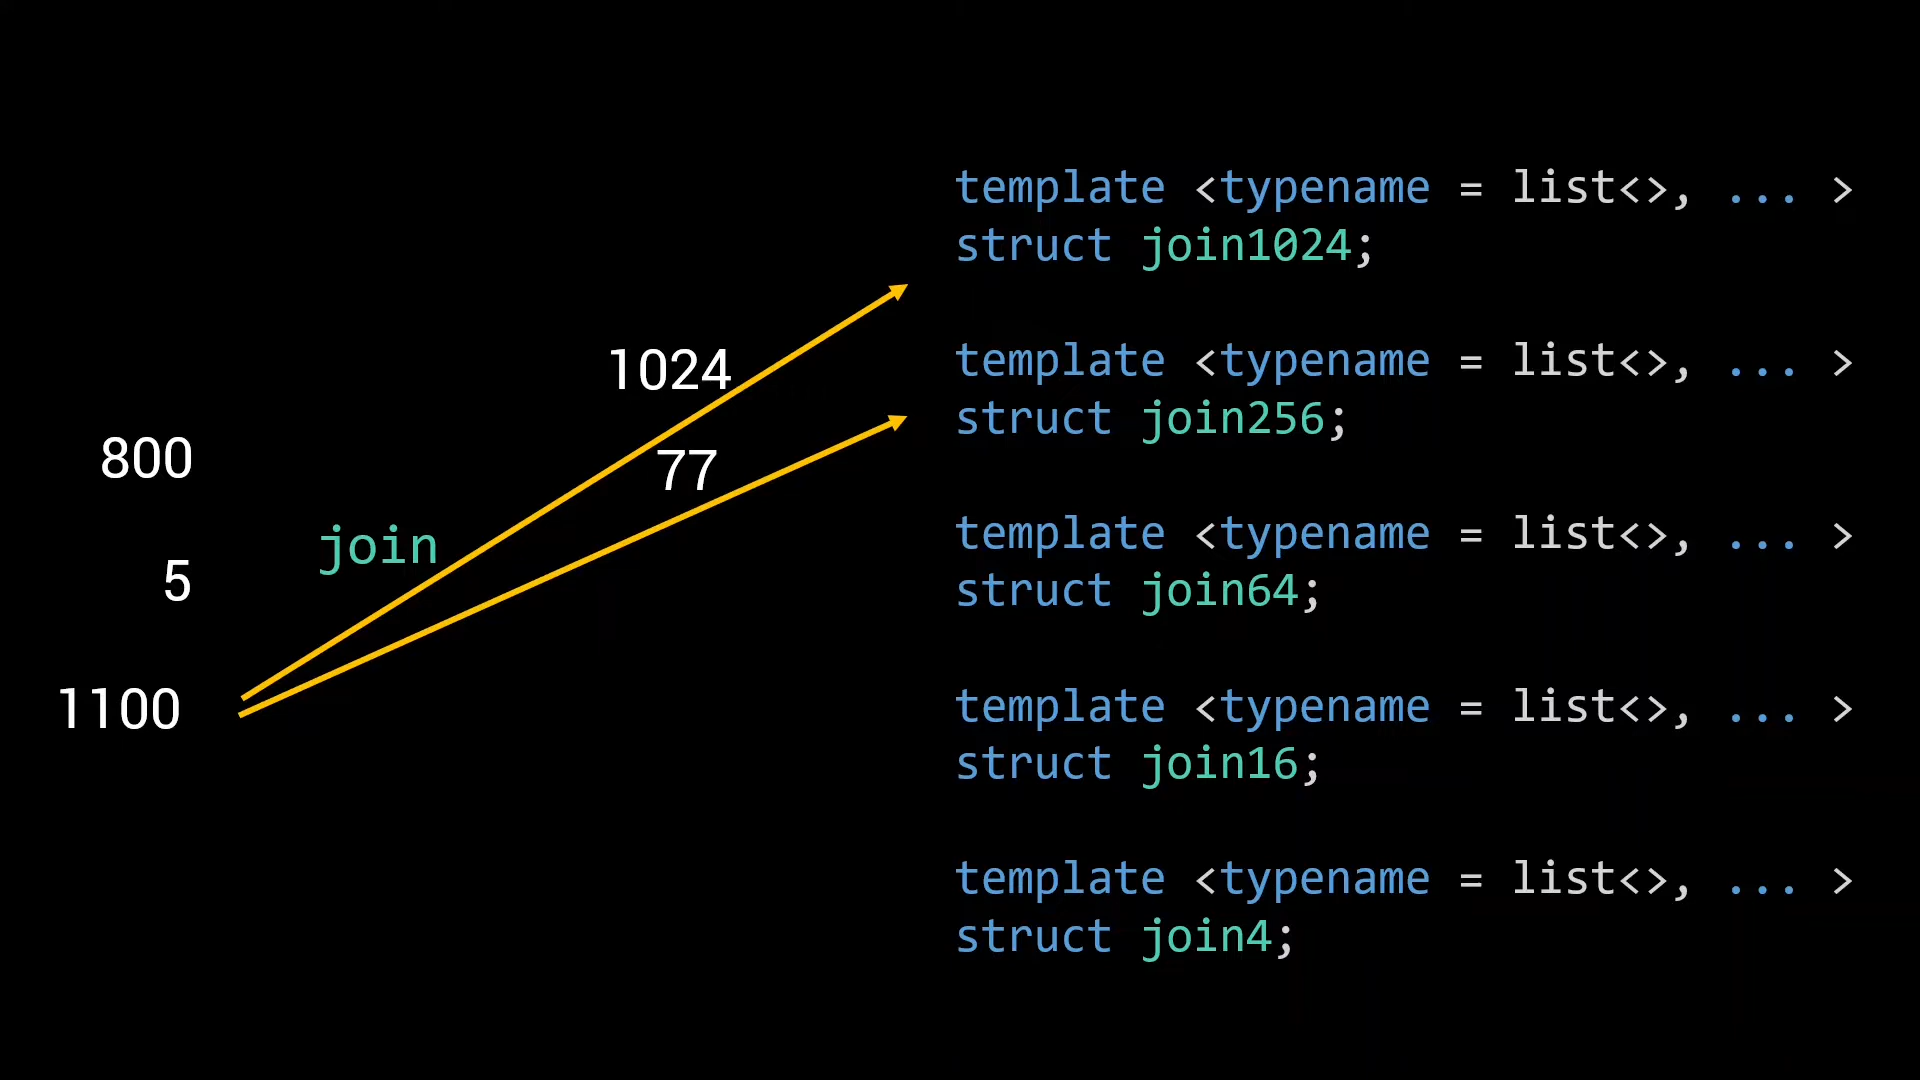 template <typename = list<>, ... >
struct join1024;
1024
template <typename = list<>, ... >
struct join256;
800
77
join
template <typename = list<>, ... >
struct join64;
5
1100
template <typename = list<>, ... >
struct join16;
template <typename = list<>, ... >
struct join4;